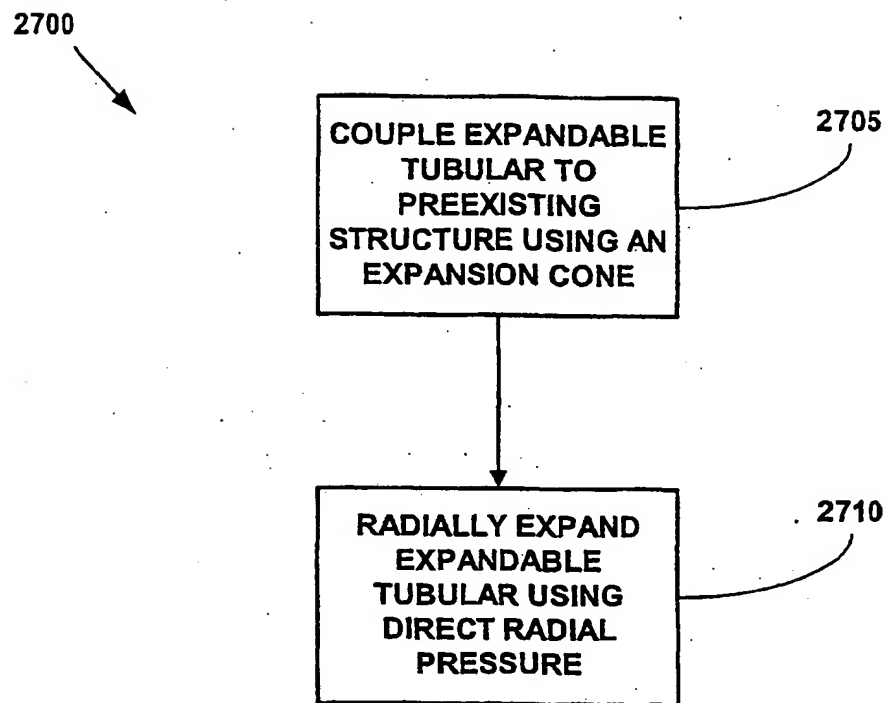 2700
COUPLE EXPANDABLE
TUBULAR TO
PREEXISTING
STRUCTURE USING AN
EXPANSION CONE
2705
RADIALLY EXPAND
EXPANDABLE
TUBULAR USING
DIRECT RADIAL
PRESSURE
2710